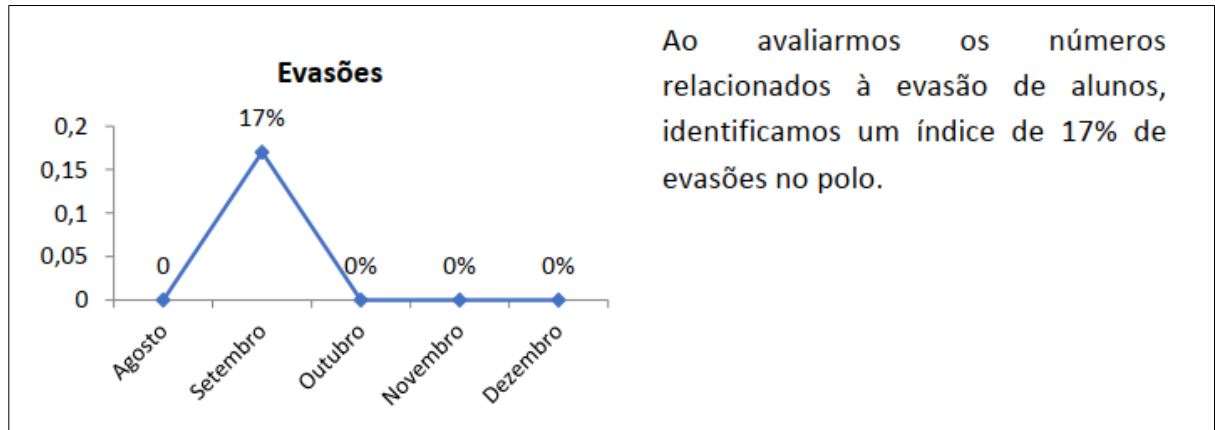 Evasões
17%
0,2
0,15
0,1
0,05
0
0
0%
0%
0%
Agosto
Setembro
Outubro
Novembro
Dezembro
Ao avaliarmos os números
relacionados à evasão de alunos,
identificamos um índice de 17% de
evasões no polo.